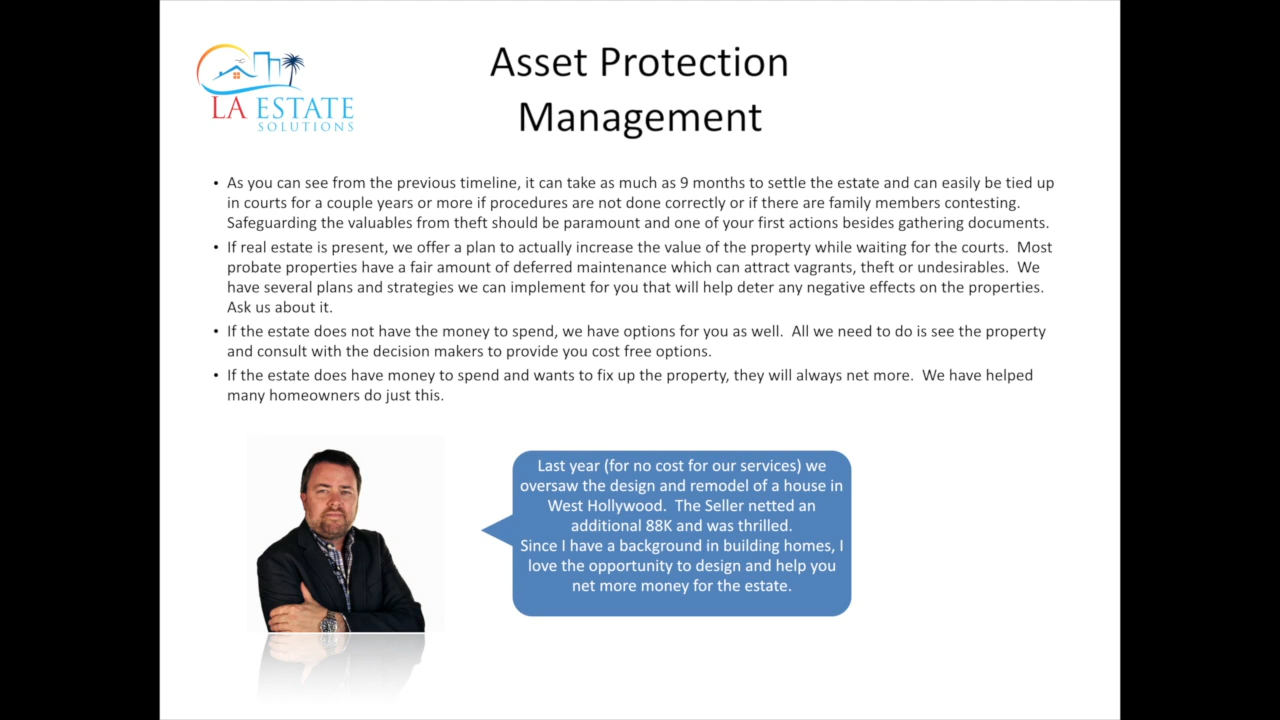 LA ESTATE
SOLUTIONS
Asset Protection
Management
• As you can see from the previous timeline, it can take as much as 9 months to settle the estate and can easily be tied up
in courts for a couple years or more if procedures are not done correctly or if there are family members contesting.
Safeguarding the valuables from theft should be paramount and one of your first actions besides gathering documents.
• If real estate is present, we offer a plan to actually increase the value of the property while waiting for the courts.  Most
probate properties have a fair amount of deferred maintenance which can attract vagrants, theft or undesirables.  We
have several plans and strategies we can implement for you that will help deter any negative effects on the properties.
Ask us about it.
• If the estate does not have the money to spend, we have options for you as well.  All we need to do is see the property
and consult with the decision makers to provide you cost free options.
• If the estate does have money to spend and wants to fix up the property, they will always net more.  We have helped
many homeowners do just this.
Last year (for no cost for our services) we
oversaw the design and remodel of a house in
West Hollywood.  The Seller netted an
additional 88K and was thrilled.
Since I have a background in building homes, I
love the opportunity to design and help you
net more money for the estate.